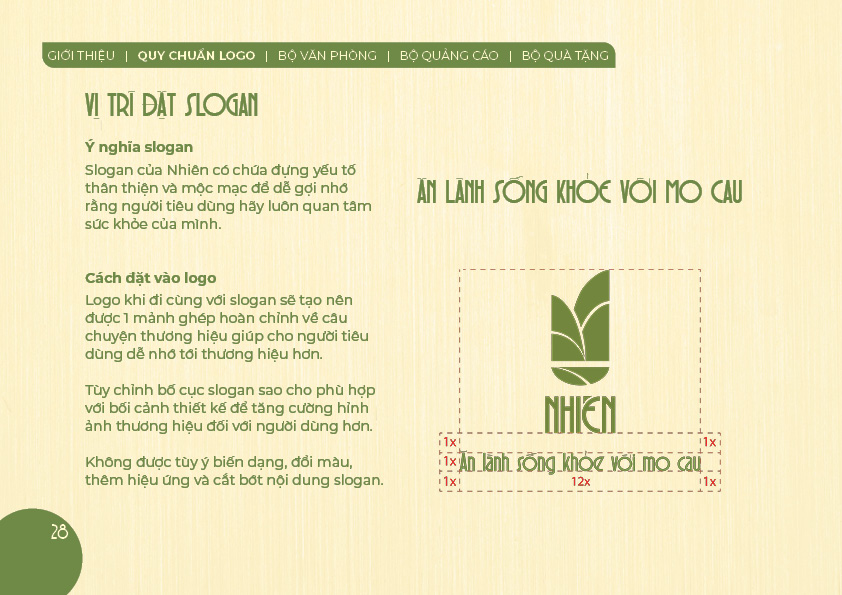 GIỚI THIỆU | QUY CHUẨN LOGO | BỘ VĂN PHÒNG | BỘ QUẢNG CÁO | BỘ QUÀ TẶNG
VỊ TRÍ ĐẶT SLOGAN
Ý nghĩa slogan
Slogan của Nhiên có chứa đựng yếu tố
thân thiện và mộc mạc để dễ gợi nhớ
rằng người tiêu dùng hãy luôn quan tâm
sức khỏe của mình.
ĂN LÀNH SỐNG KHỎE VỚI MO CAU
Cách đặt vào logo
Logo khi đi cùng với slogan sẽ tạo nên
được 1 mảnh ghép hoàn chỉnh về câu
chuyện thương hiệu giúp cho người tiêu
dùng dễ nhớ tới thương hiệu hơn.
Tùy chỉnh bố cục slogan sao cho phù hợp
với bối cảnh thiết kế để tăng cường hình
ảnh thương hiệu đối với người dùng hơn.
Không được tùy ý biến dạng, đổi màu,
thêm hiệu ứng và cắt bớt nội dung slogan.
NHIÊN
1x 1x
1x Ăn lành sống khỏe với mo cau
1x 12x 1x
28